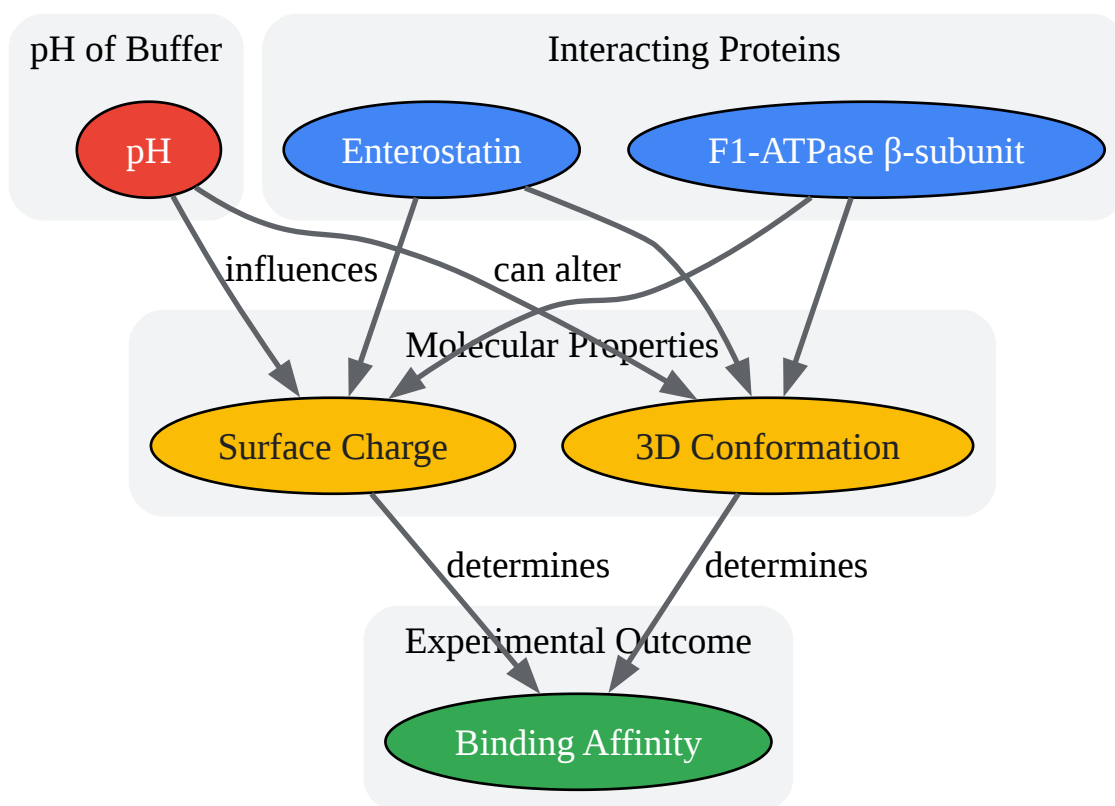 pH of Buffer
Interacting Proteins
pH
Enterostatin
F1-ATPase β-subunit
influences
can alter
Molecular Properties
Surface Charge
3D Conformation
determines
determines
Experimental Outcome
Binding Affinity